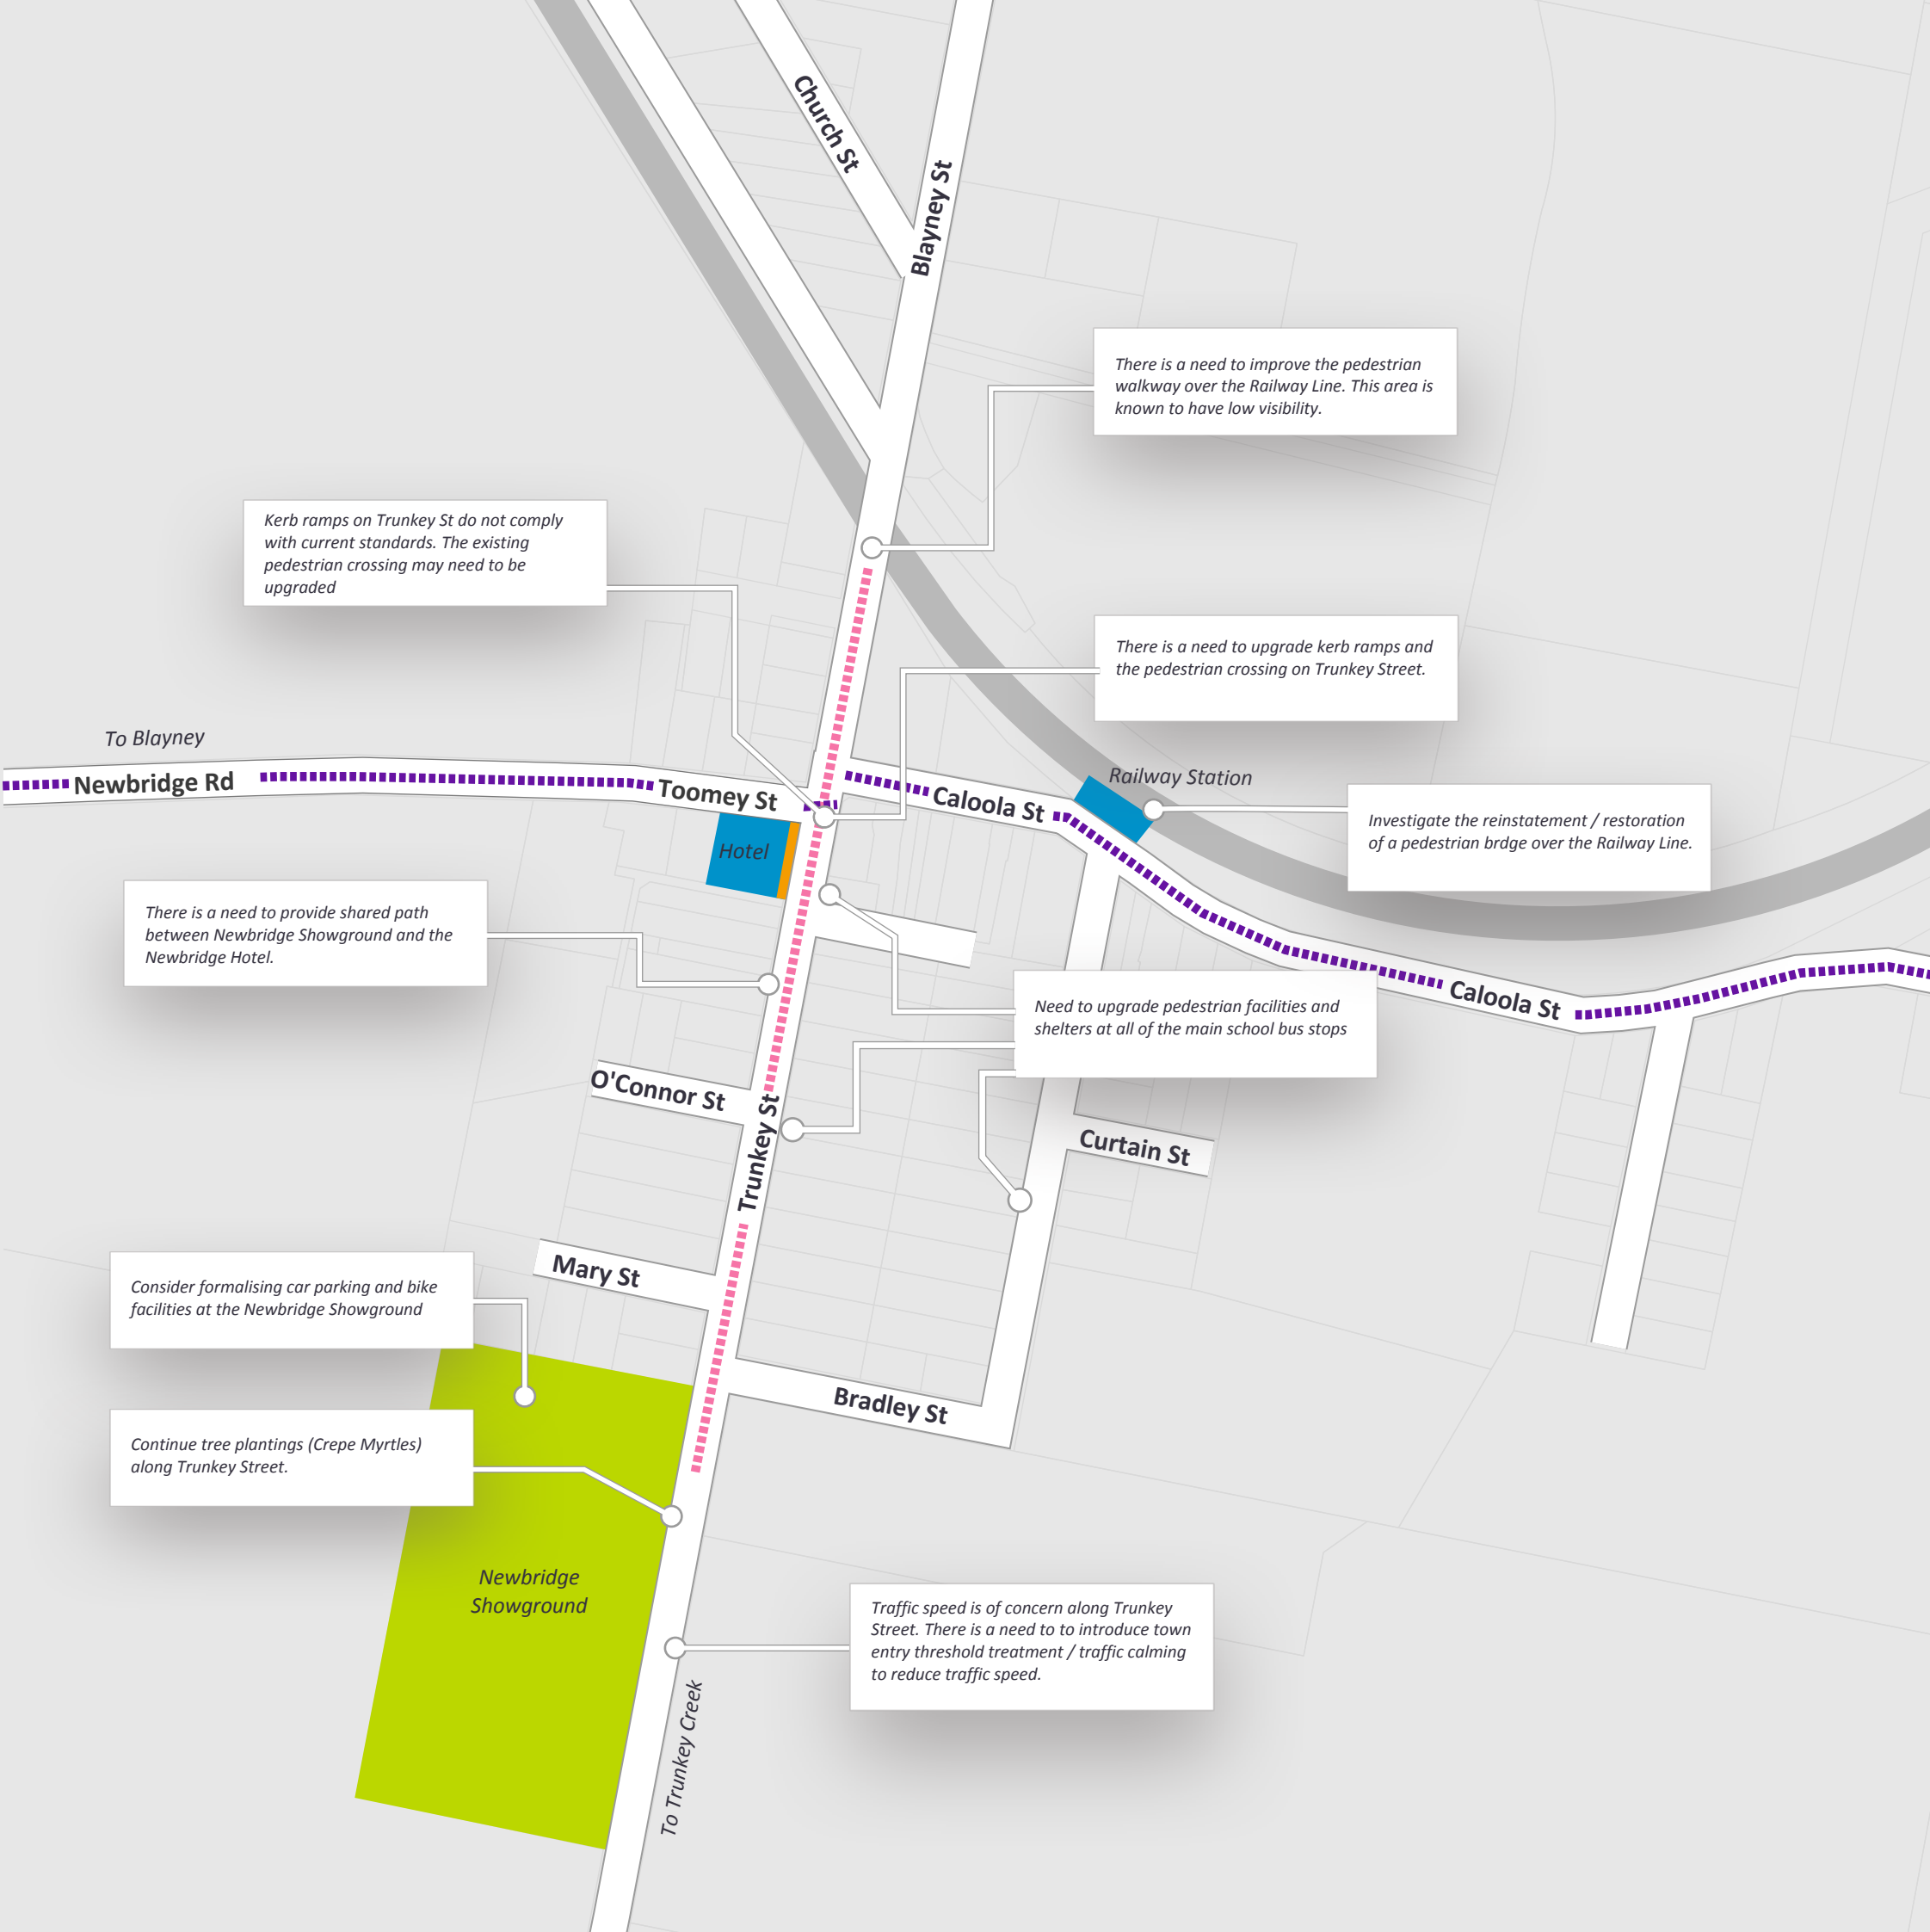 Church St
Blayney St
There is a need to improve the pedestrian
walkway over the Railway Line. This area is
known to have low visibility.
Kerb ramps on Trunkey St do not comply
with current standards. The existing
pedestrian crossing may need to be
upgraded
There is a need to upgrade kerb ramps and
the pedestrian crossing on Trunkey Street.
To Blayney
Newbridge Rd
Toomey St
Caloola St
Railway Station
Hotel
Investigate the reinstatement / restoration
of a pedestrian brdge over the Railway Line.
There is a need to provide shared path
between Newbridge Showground and the
Newbridge Hotel.
Need to upgrade pedestrian facilities and
shelters at all of the main school bus stops
Caloola St
O'Connor St
Trunkey St
Curtain St
Mary St
Consider formalising car parking and bike
facilities at the Newbridge Showground
Bradley St
Continue tree plantings (Crepe Myrtles)
along Trunkey Street.
Newbridge
Showground
Traffic speed is of concern along Trunkey
Street. There is a need to to introduce town
entry threshold treatment / traffic calming
to reduce traffic speed.
To Trunkey Creek